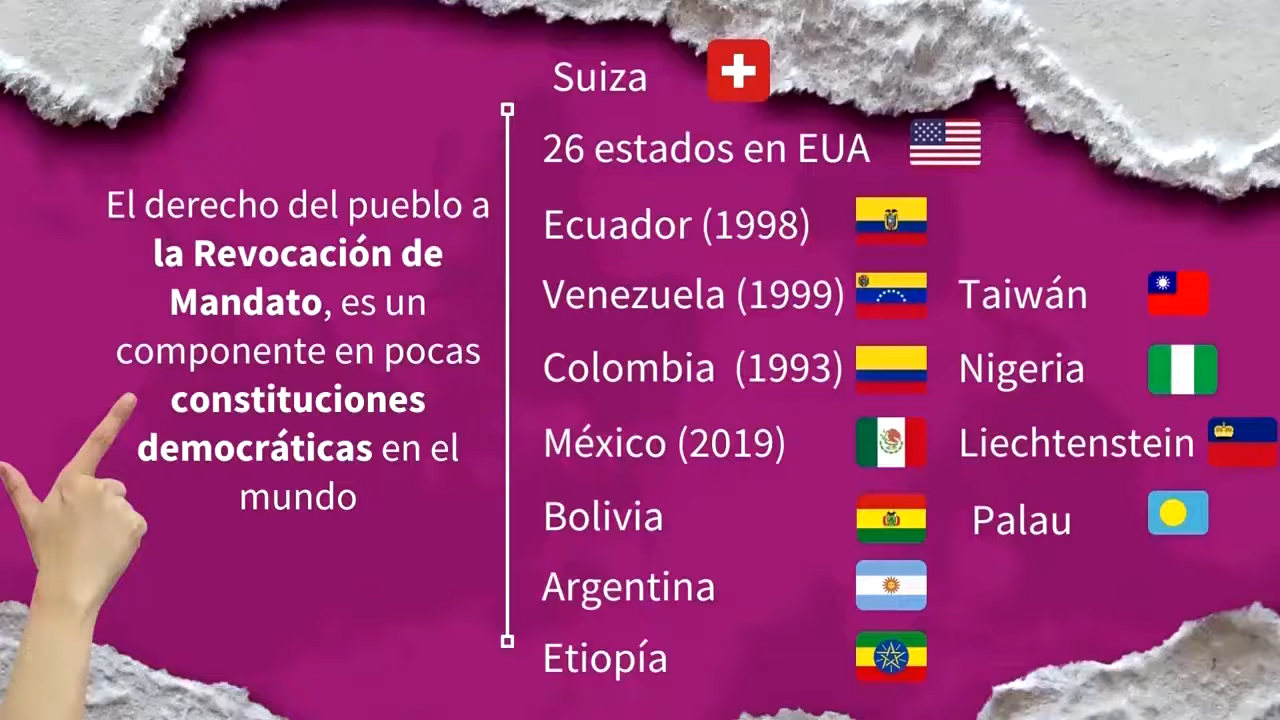 El derecho del pueblo a
la Revocación de
Mandato, es un
componente en pocas
constituciones
democráticas en el
mundo
Suiza
26 estados en EUA
Ecuador (1998)
Venezuela (1999)
Colombia (1993)
México (2019)
Bolivia
Argentina
Etiopía
Taiwán
Nigeria
Liechtenstein
Palau